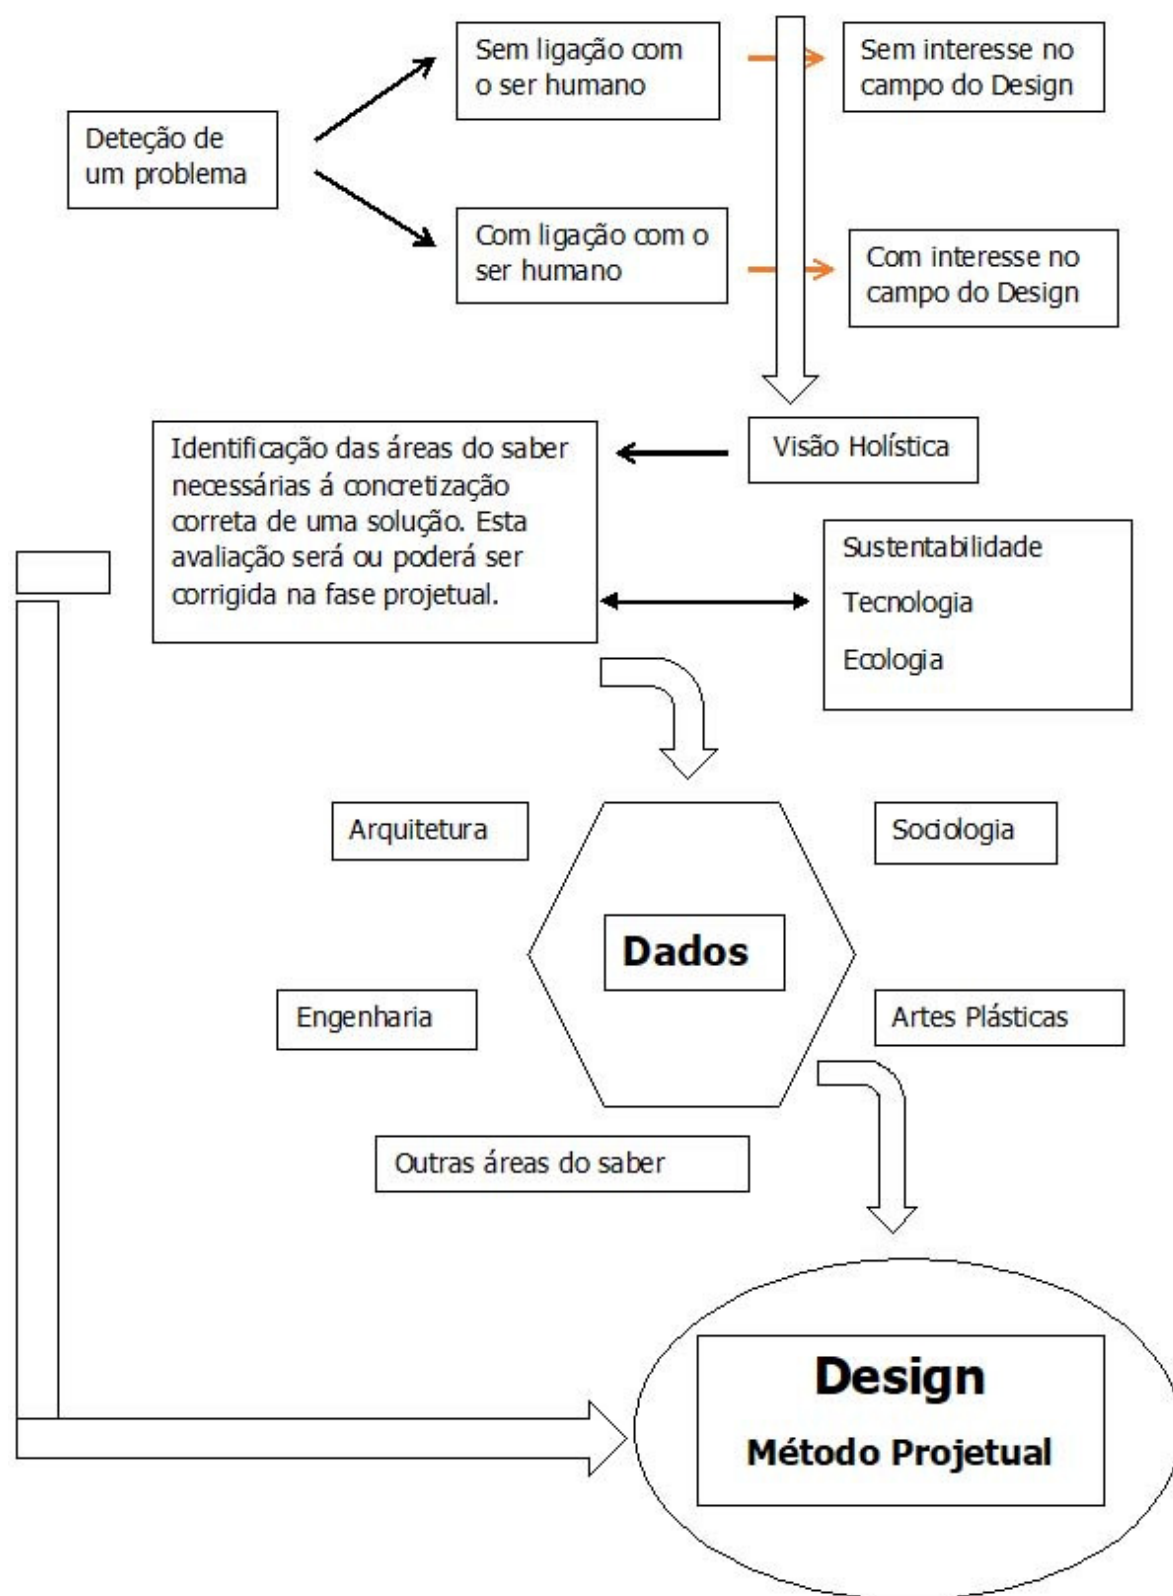 Sem ligação com
o ser humano
Sem interesse no
campo do Design
Deteção de
um problema
Com ligação com o
ser humano
Com interesse no
campo do Design
Visão Holística
Identificação das áreas do saber
necessárias á concretização
correta de uma solução. Esta
avaliação será ou poderá ser
corrigida na fase projetual.
Sustentabilidade
Tecnologia
Ecologia
Arquitetura
Sociologia
Dados
Engenharia
Artes Plásticas
Outras áreas do saber
Design
Método Projetual